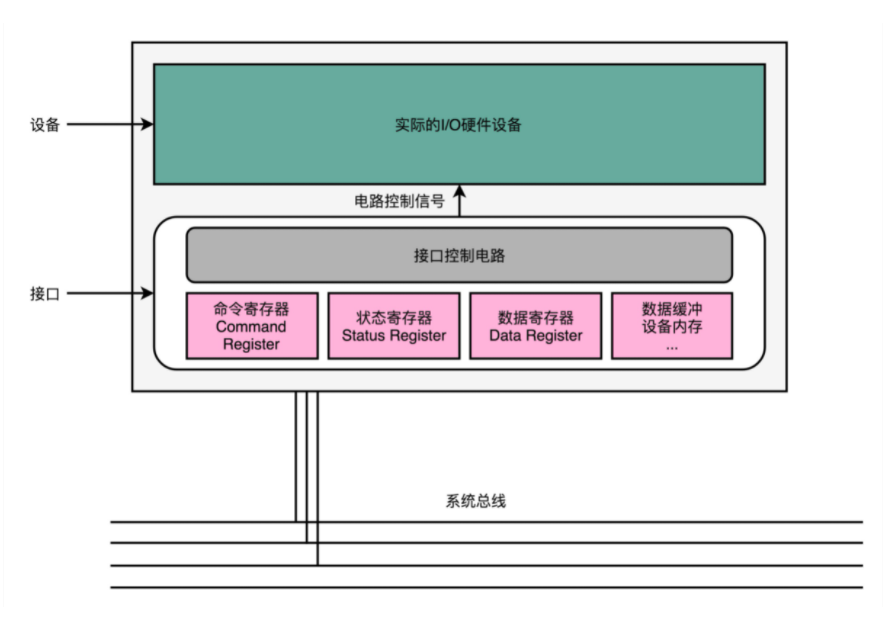 设备
实际的I/O硬件设备
电路控制信号
接口控制电路
接口
命令寄存器
Command
Register
状态寄存器
Status Register
数据寄存器
Data Register
数据缓冲
设备内存
...
系统总线